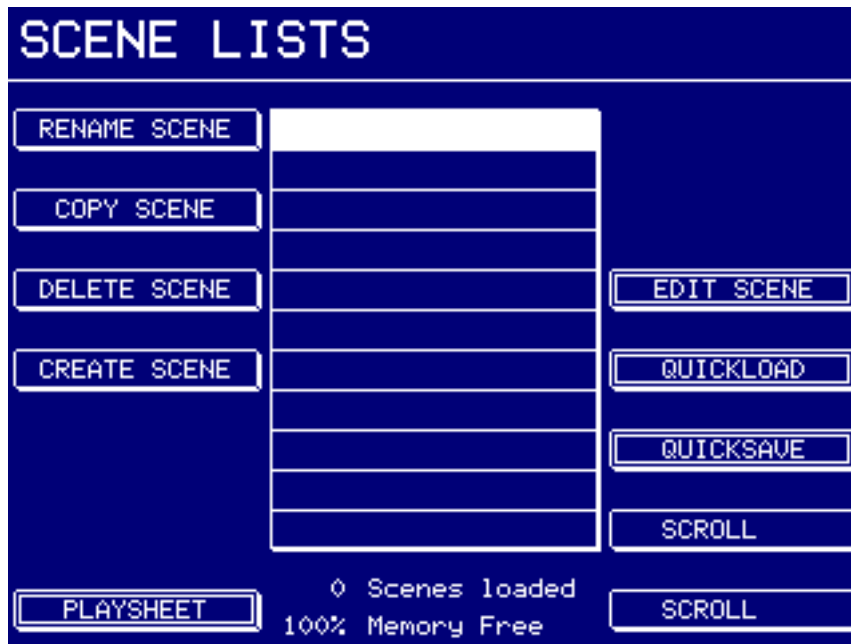 SCENE LISTS
RENAME SCENE
COPY SCENE
DELETE SCENE
EDIT SCENE
CREATE SCENE
QUICKLOAD
QUICKSAVE
SCROLL
PLAYSHEET
0 Scenes loaded
100% Memory Free
SCROLL